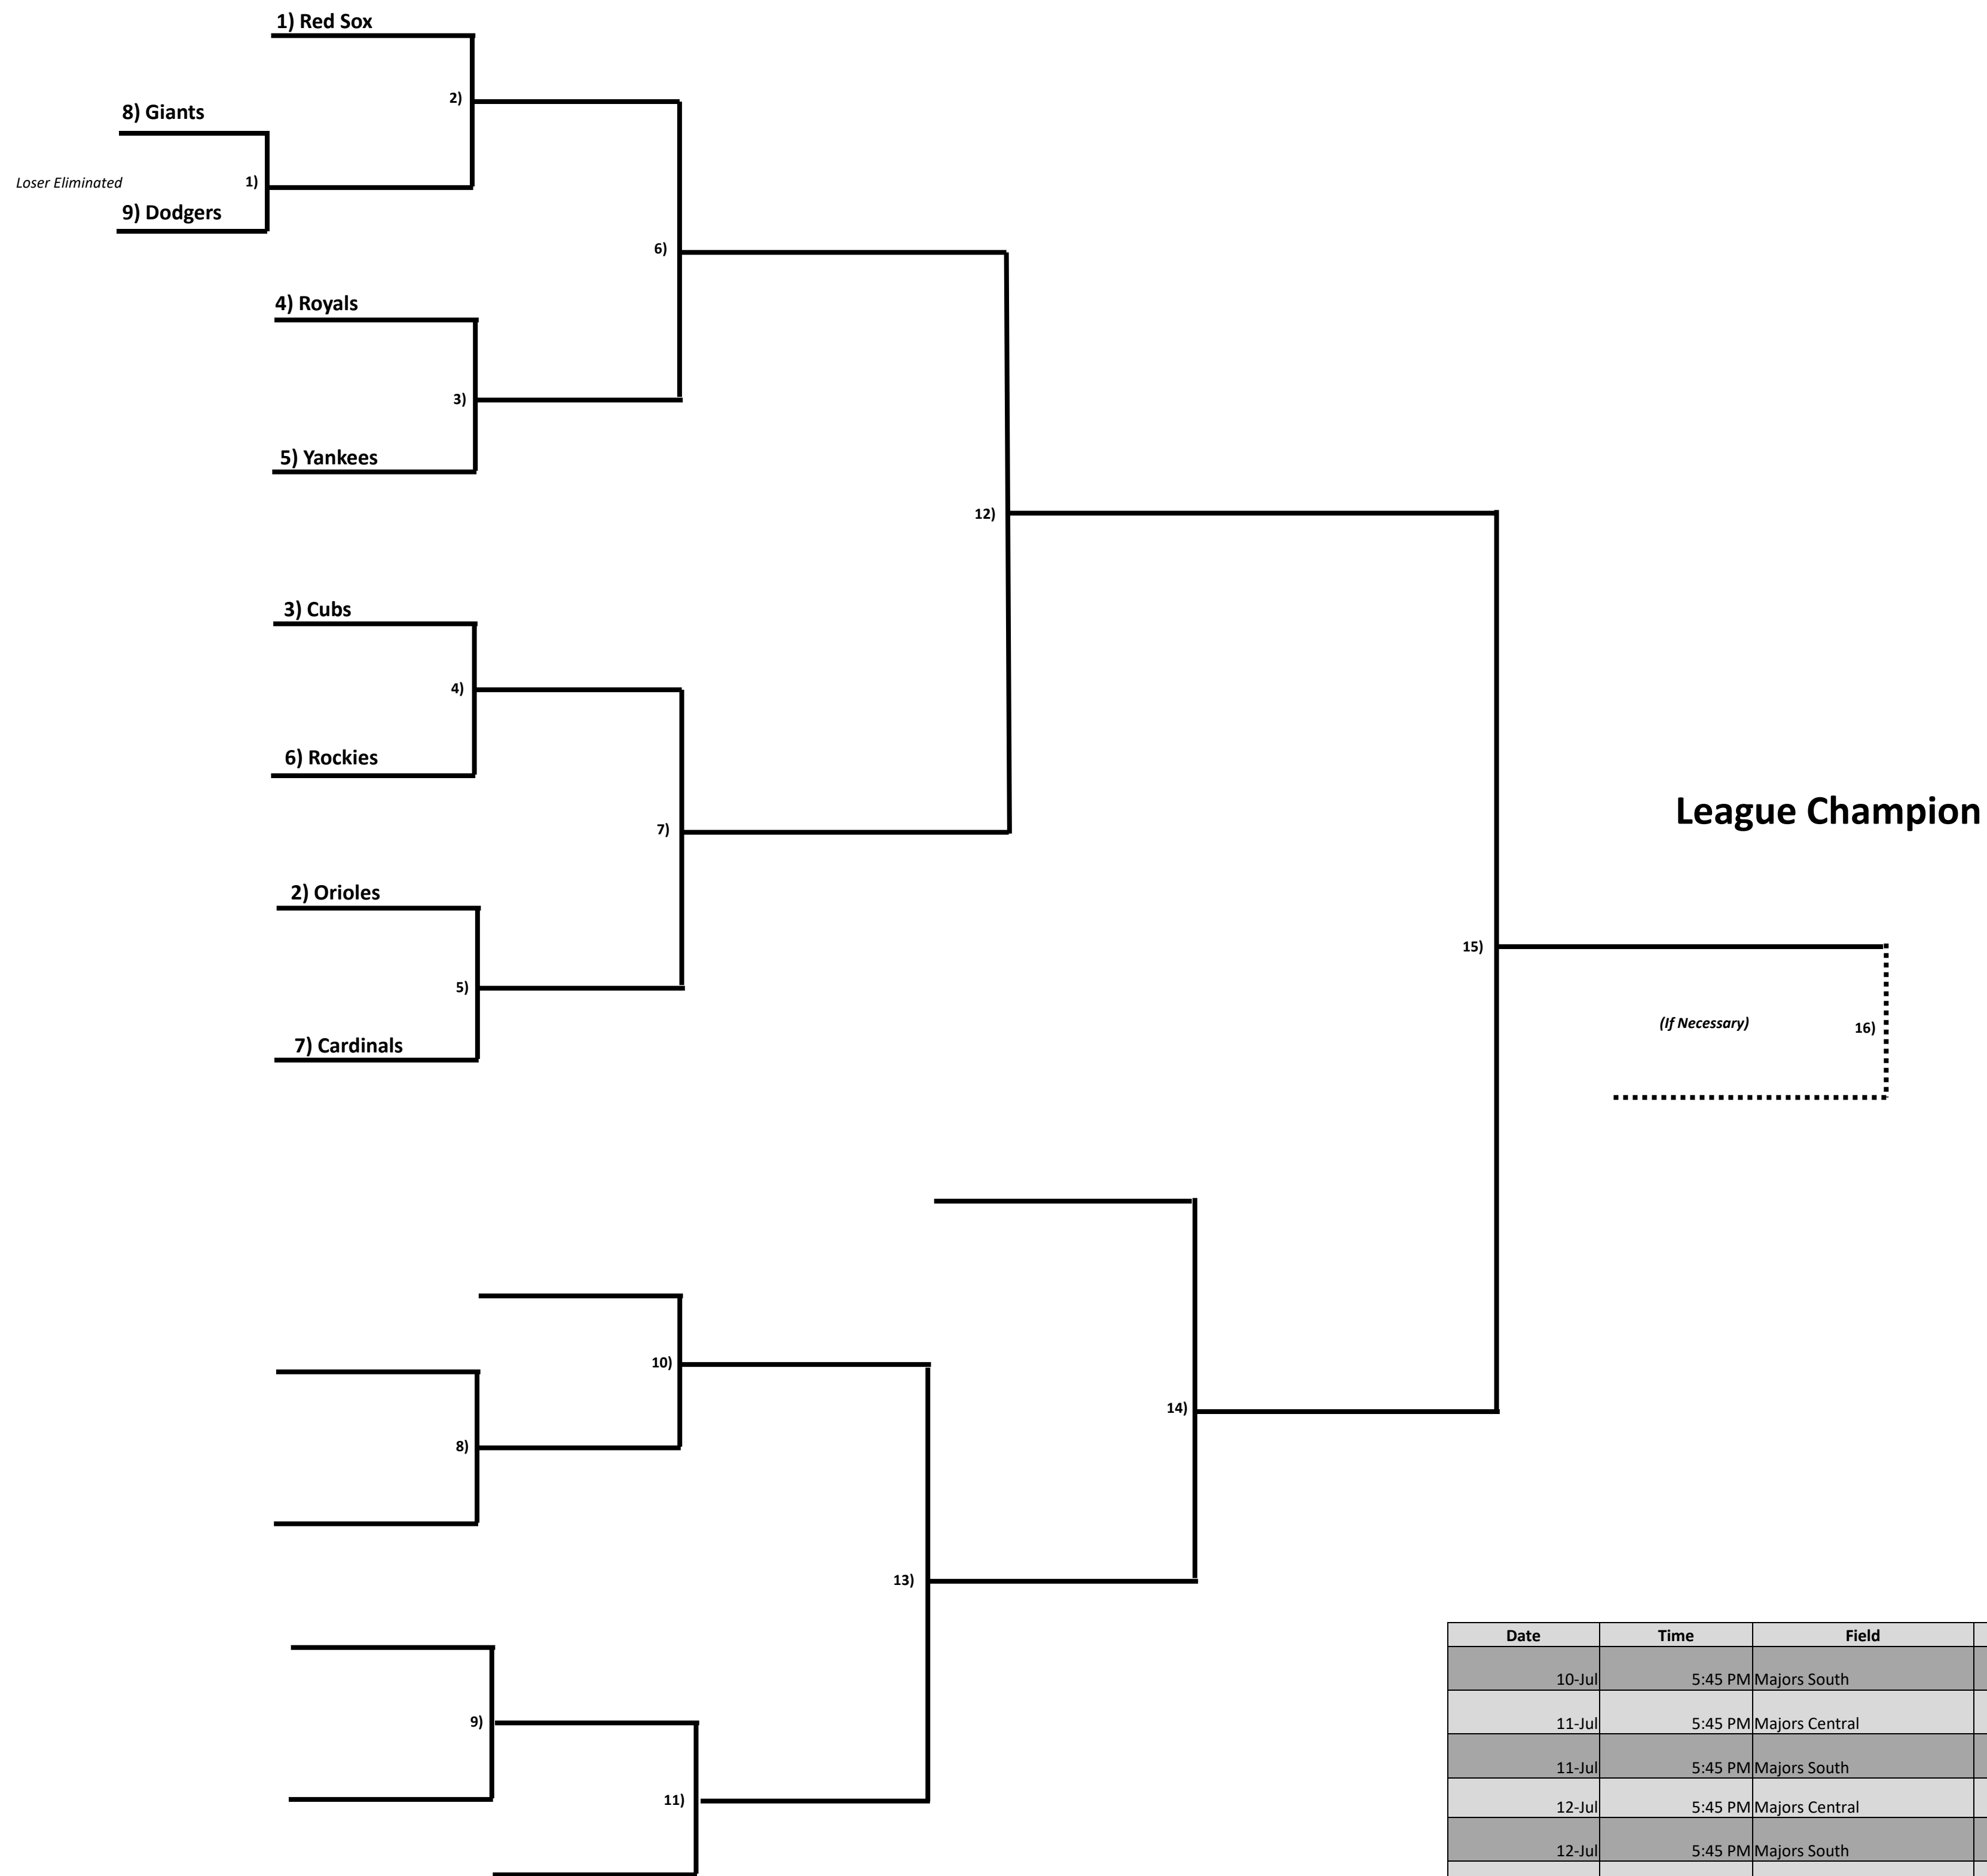 1) Red Sox
2)
8) Giants
Loser Eliminated
1)
9) Dodgers
6)
4) Royals
3)
5) Yankees
12)
3) Cubs
4)
6) Rockies
League Champion
7)
2) Orioles
15)
5)
(If Necessary)
16)
7) Cardinals
10)
14)
8)
13)
Date Time Field
10-Jul 5:45 PM Majors South
9)
11-Jul 5:45 PM Majors Central
11-Jul 5:45 PM Majors South
11)
12-Jul 5:45 PM Majors Central
12-Jul 5:45 PM Majors South